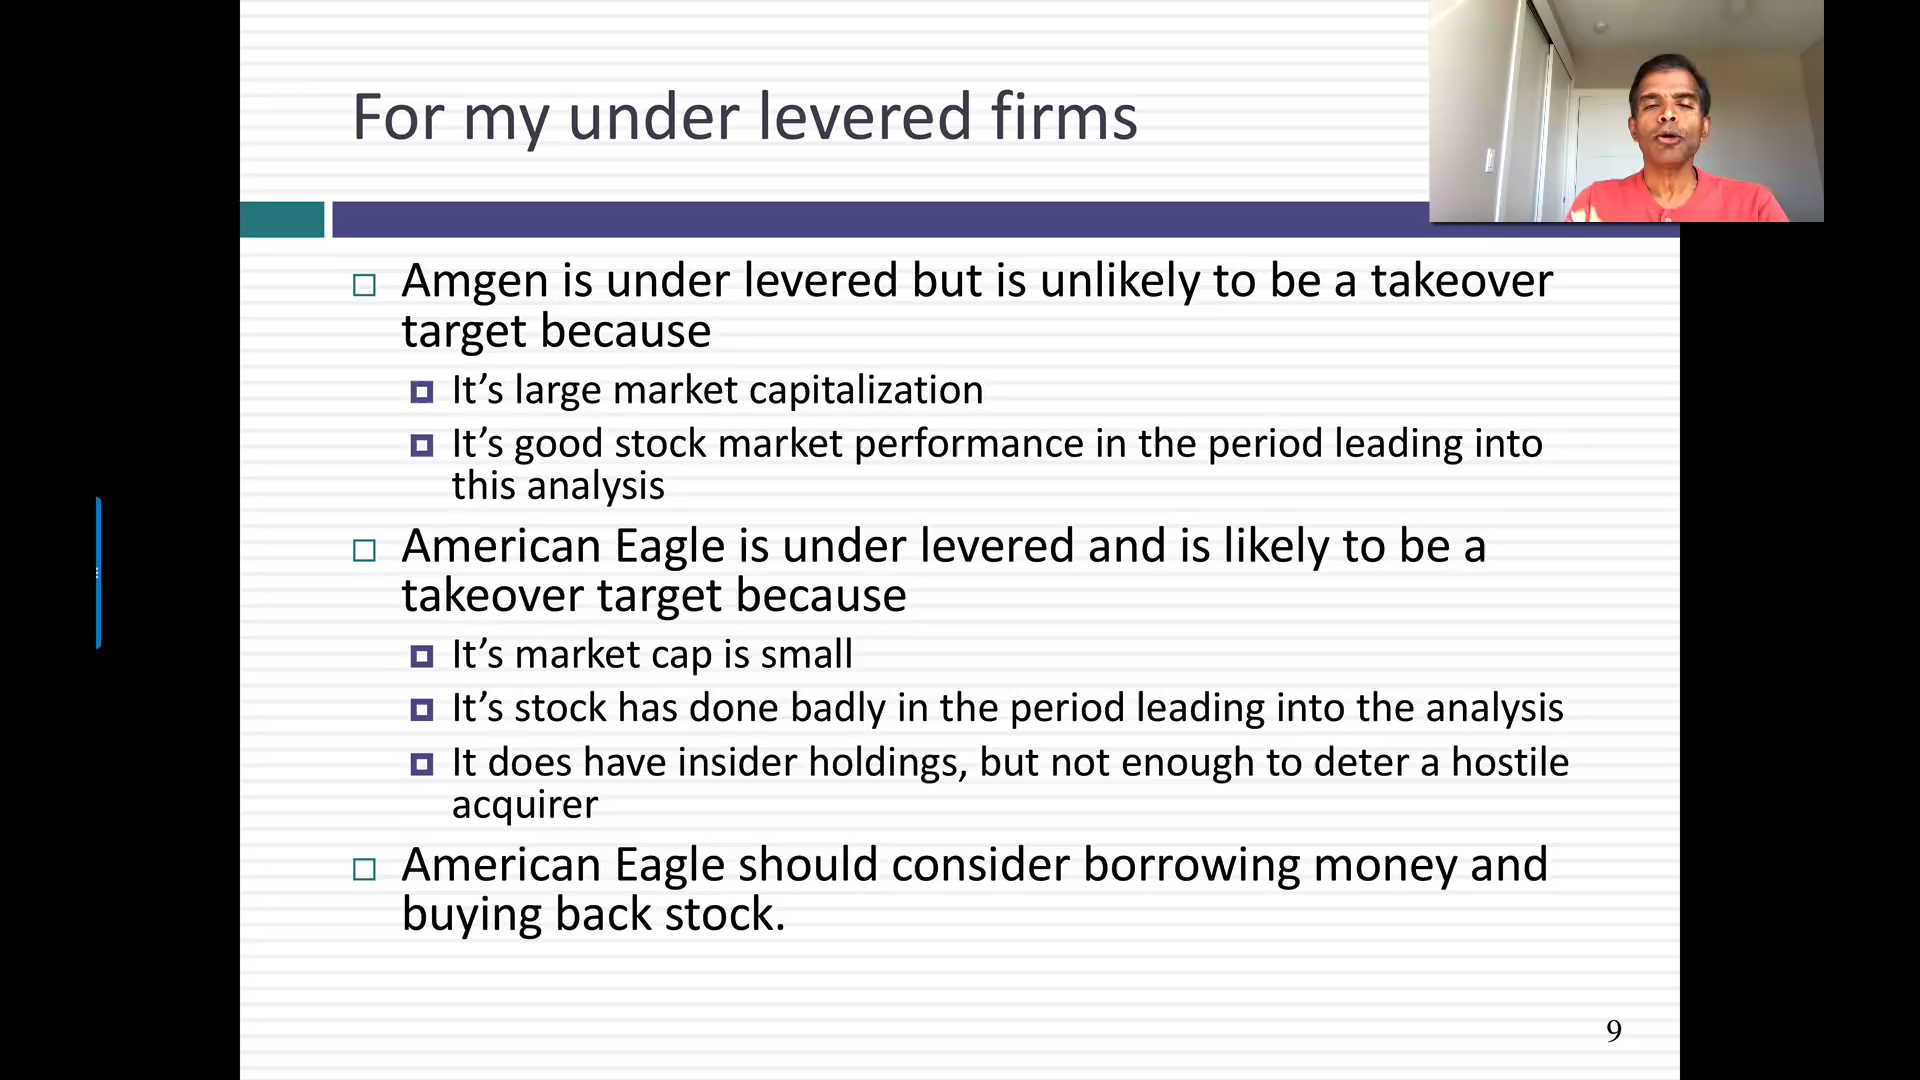 For my under levered firms
Amgen is under levered but is unlikely to be a takeover
target because
It’s large market capitalization
It’s good stock market performance in the period leading into
this analysis
American Eagle is under levered and is likely to be a
takeover target because
It’s market cap is small
It’s stock has done badly in the period leading into the analysis
It does have insider holdings, but not enough to deter a hostile
acquirer
American Eagle should consider borrowing money and
buying back stock.
9